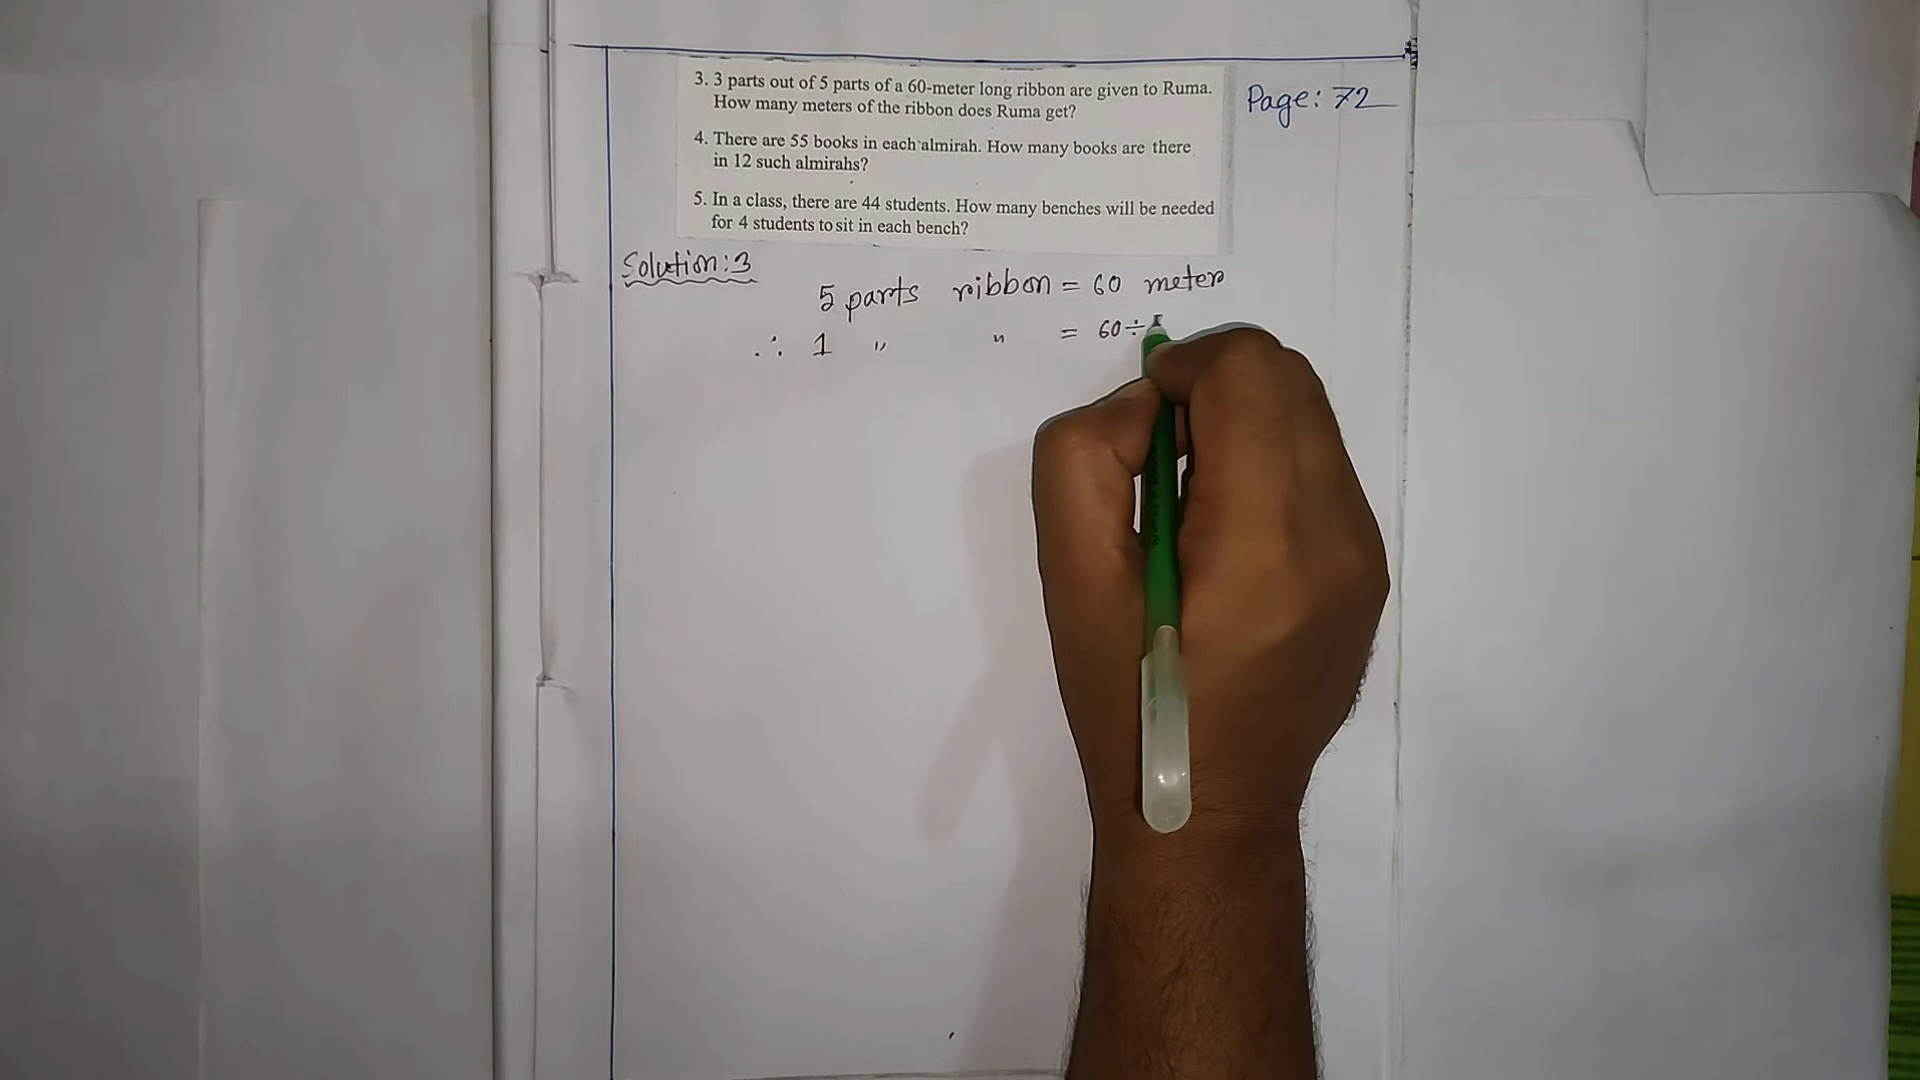 3. 3 parts out of 5 parts of a 60-meter long ribbon are given to Ruma.
How many meters of the ribbon does Ruma get?
Page: 72
4. There are 55 books in each almirah. How many books are there
in 12 such almirahs?
5. In a class, there are 44 students. How many benches will be needed
for 4 students to sit in each bench?
Solution: 3
5 parts ribbon = 60 meter
∴ 1 " " = 60 ÷